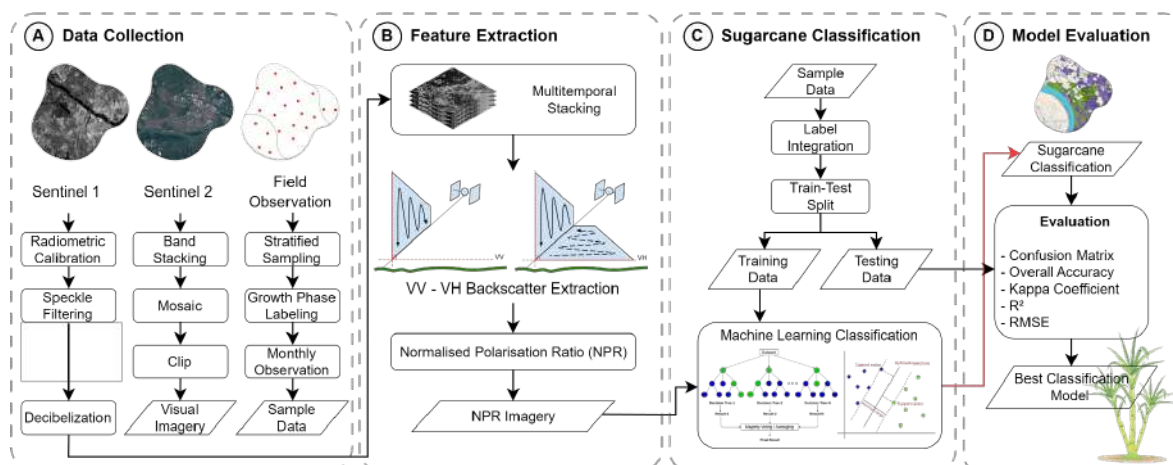 A Data Collection
Sentinel 1
Sentinel 2
Field
Observation
Radiometric
Calibration
Band
Stacking
Stratified
Sampling
Speckle
Filtering
Mosaic
Growth Phase
Labeling
Clip
Monthly
Observation
Decibelization
Visual
Imagery
Sample
Data
B Feature Extraction
Multitemporal
Stacking
VV
VH
VV - VH Backscatter Extraction
Normalised Polarisation Ratio (NPR)
NPR Imagery
C Sugarcane Classification
Sample
Data
Label
Integration
Train-Test
Split
Training
Data
Testing
Data
Machine Learning Classification
D Model Evaluation
Sugarcane
Classification
Evaluation
- Confusion Matrix
- Overall Accuracy
- Kappa Coefficient
- R²
- RMSE
Best Classification
Model